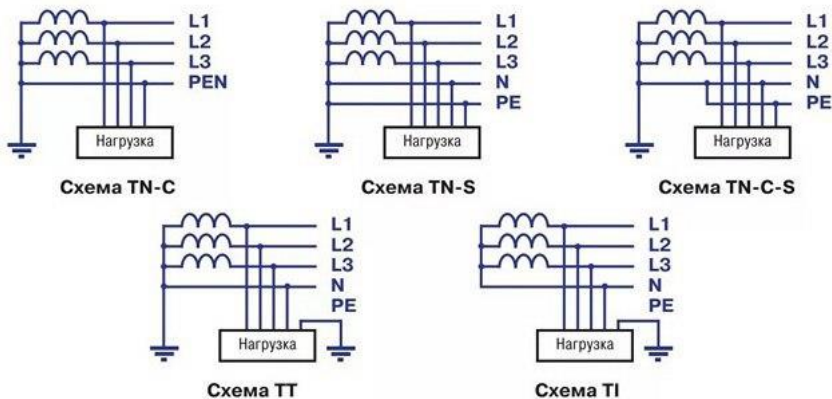 L1
L2
L3
PEN
Нагрузка
Схема TN-C
L1
L2
L3
N
PE
Нагрузка
Схема TN-S
L1
L2
L3
N
PE
Нагрузка
Схема TN-C-S
L1
L2
L3
N
PE
Нагрузка
Схема TT
L1
L2
L3
N
PE
Нагрузка
Схема TI